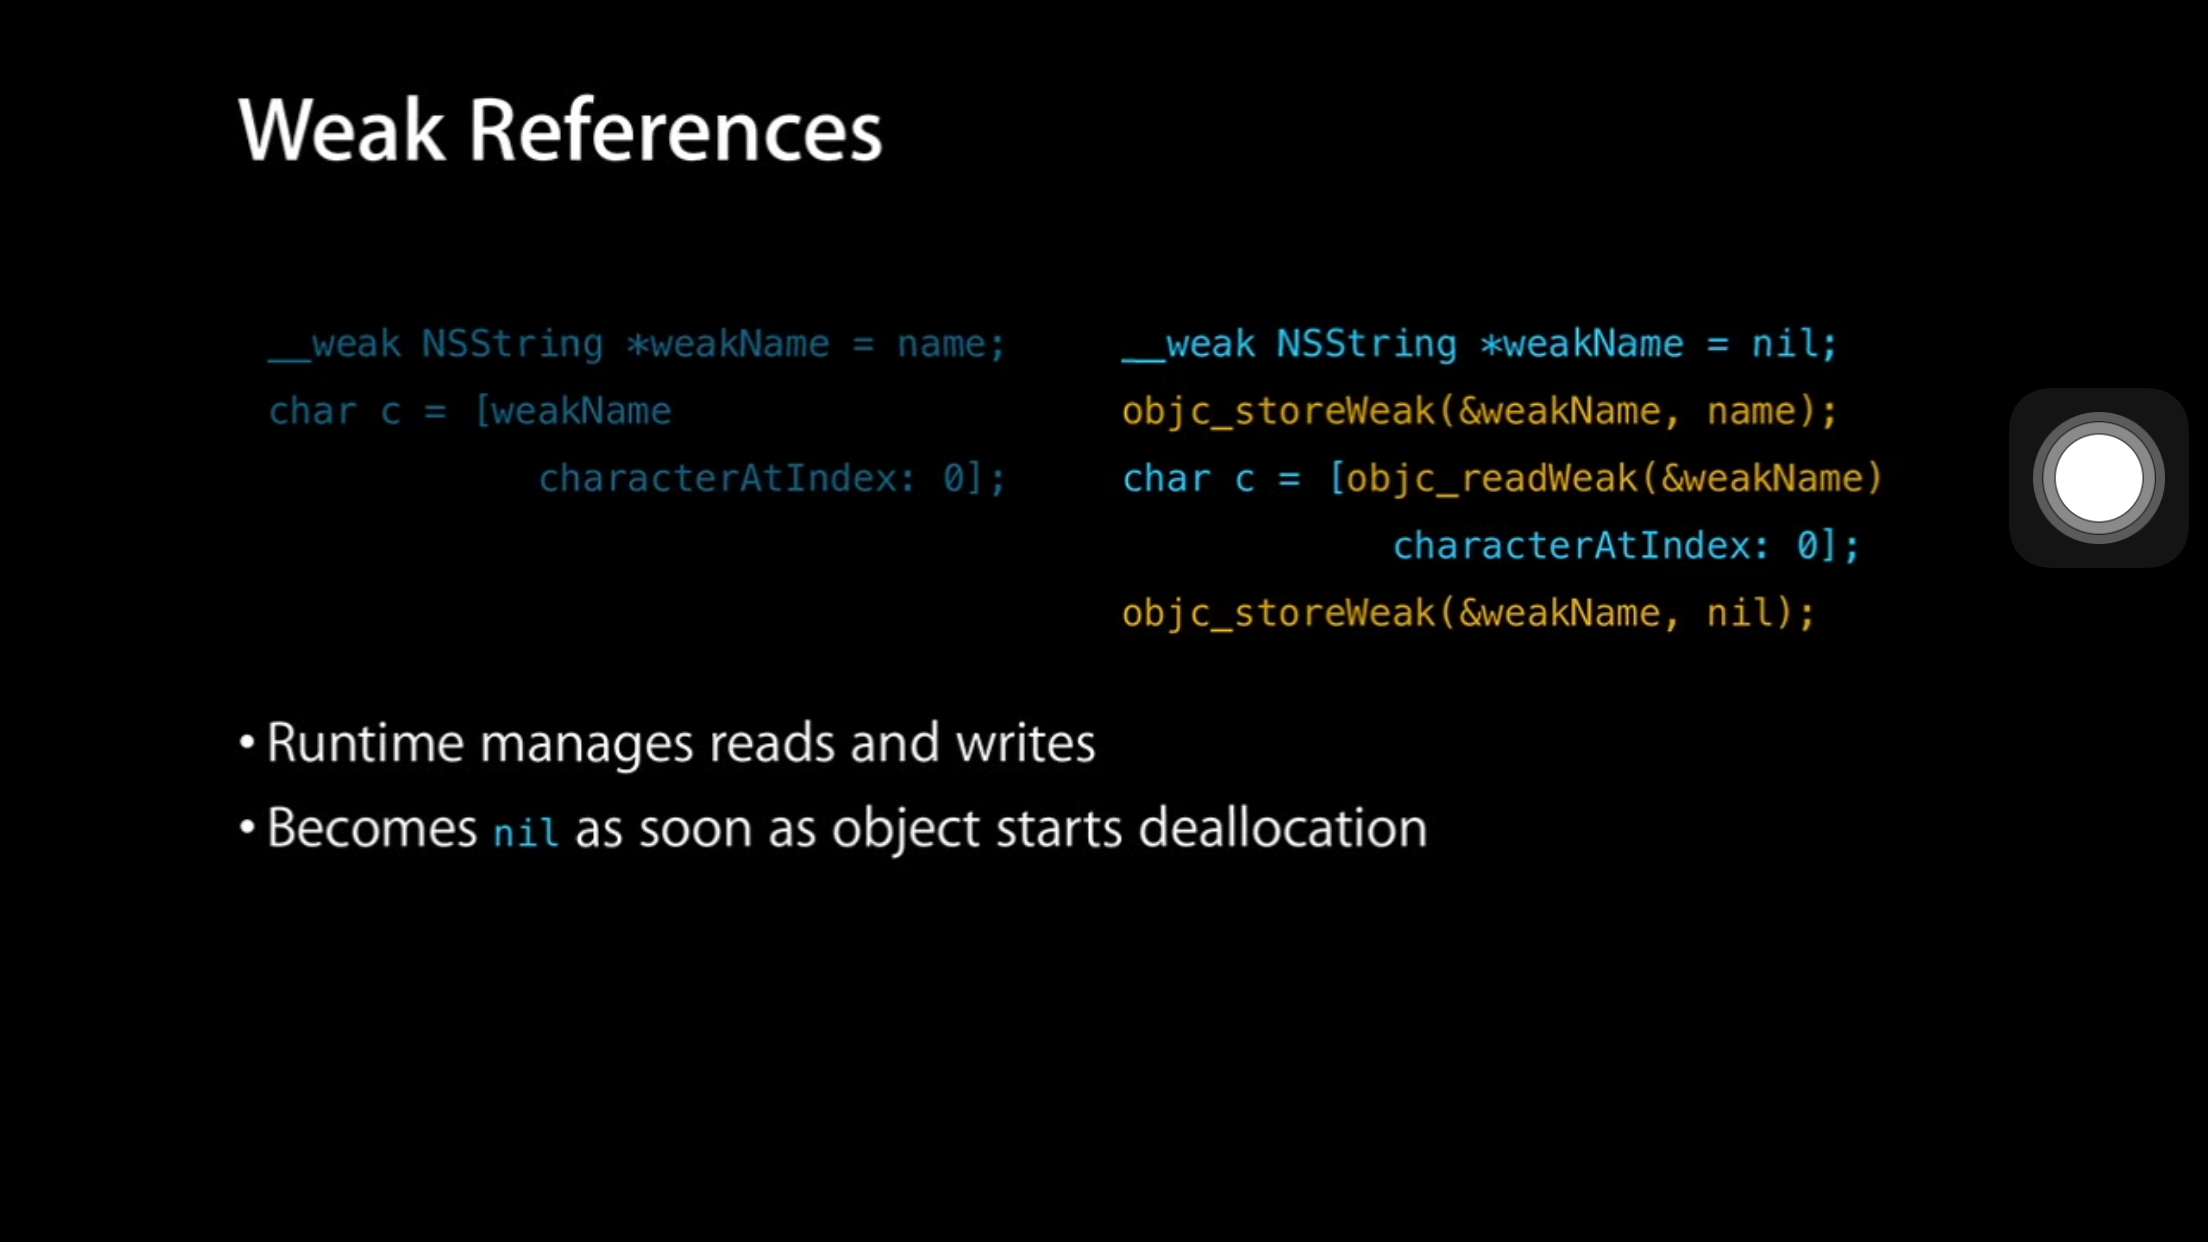 Weak References
__weak NSString *weakName = name;
char c = [weakName
characterAtIndex: 0];
__weak NSString *weakName = nil;
objc_storeWeak(&weakName, name);
char c = [objc_readWeak(&weakName)
characterAtIndex: 0];
objc_storeWeak(&weakName, nil);
• Runtime manages reads and writes
• Becomes nil as soon as object starts deallocation